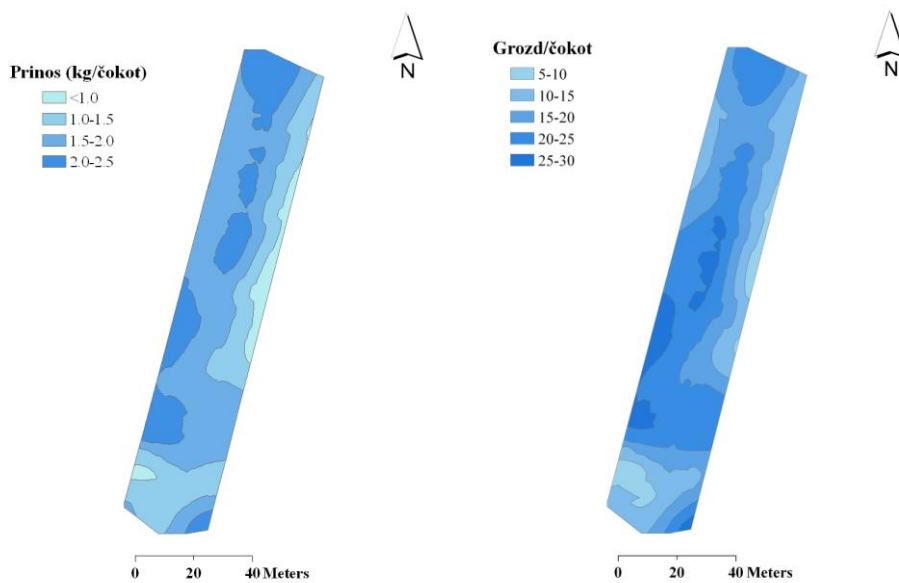 N
Prinos (kg/čokot)
<1.0
1.0-1.5
1.5-2.0
2.0-2.5
0 20 40 Meters
N
Grozd/čokot
5-10
10-15
15-20
20-25
25-30
0 20 40 Meters